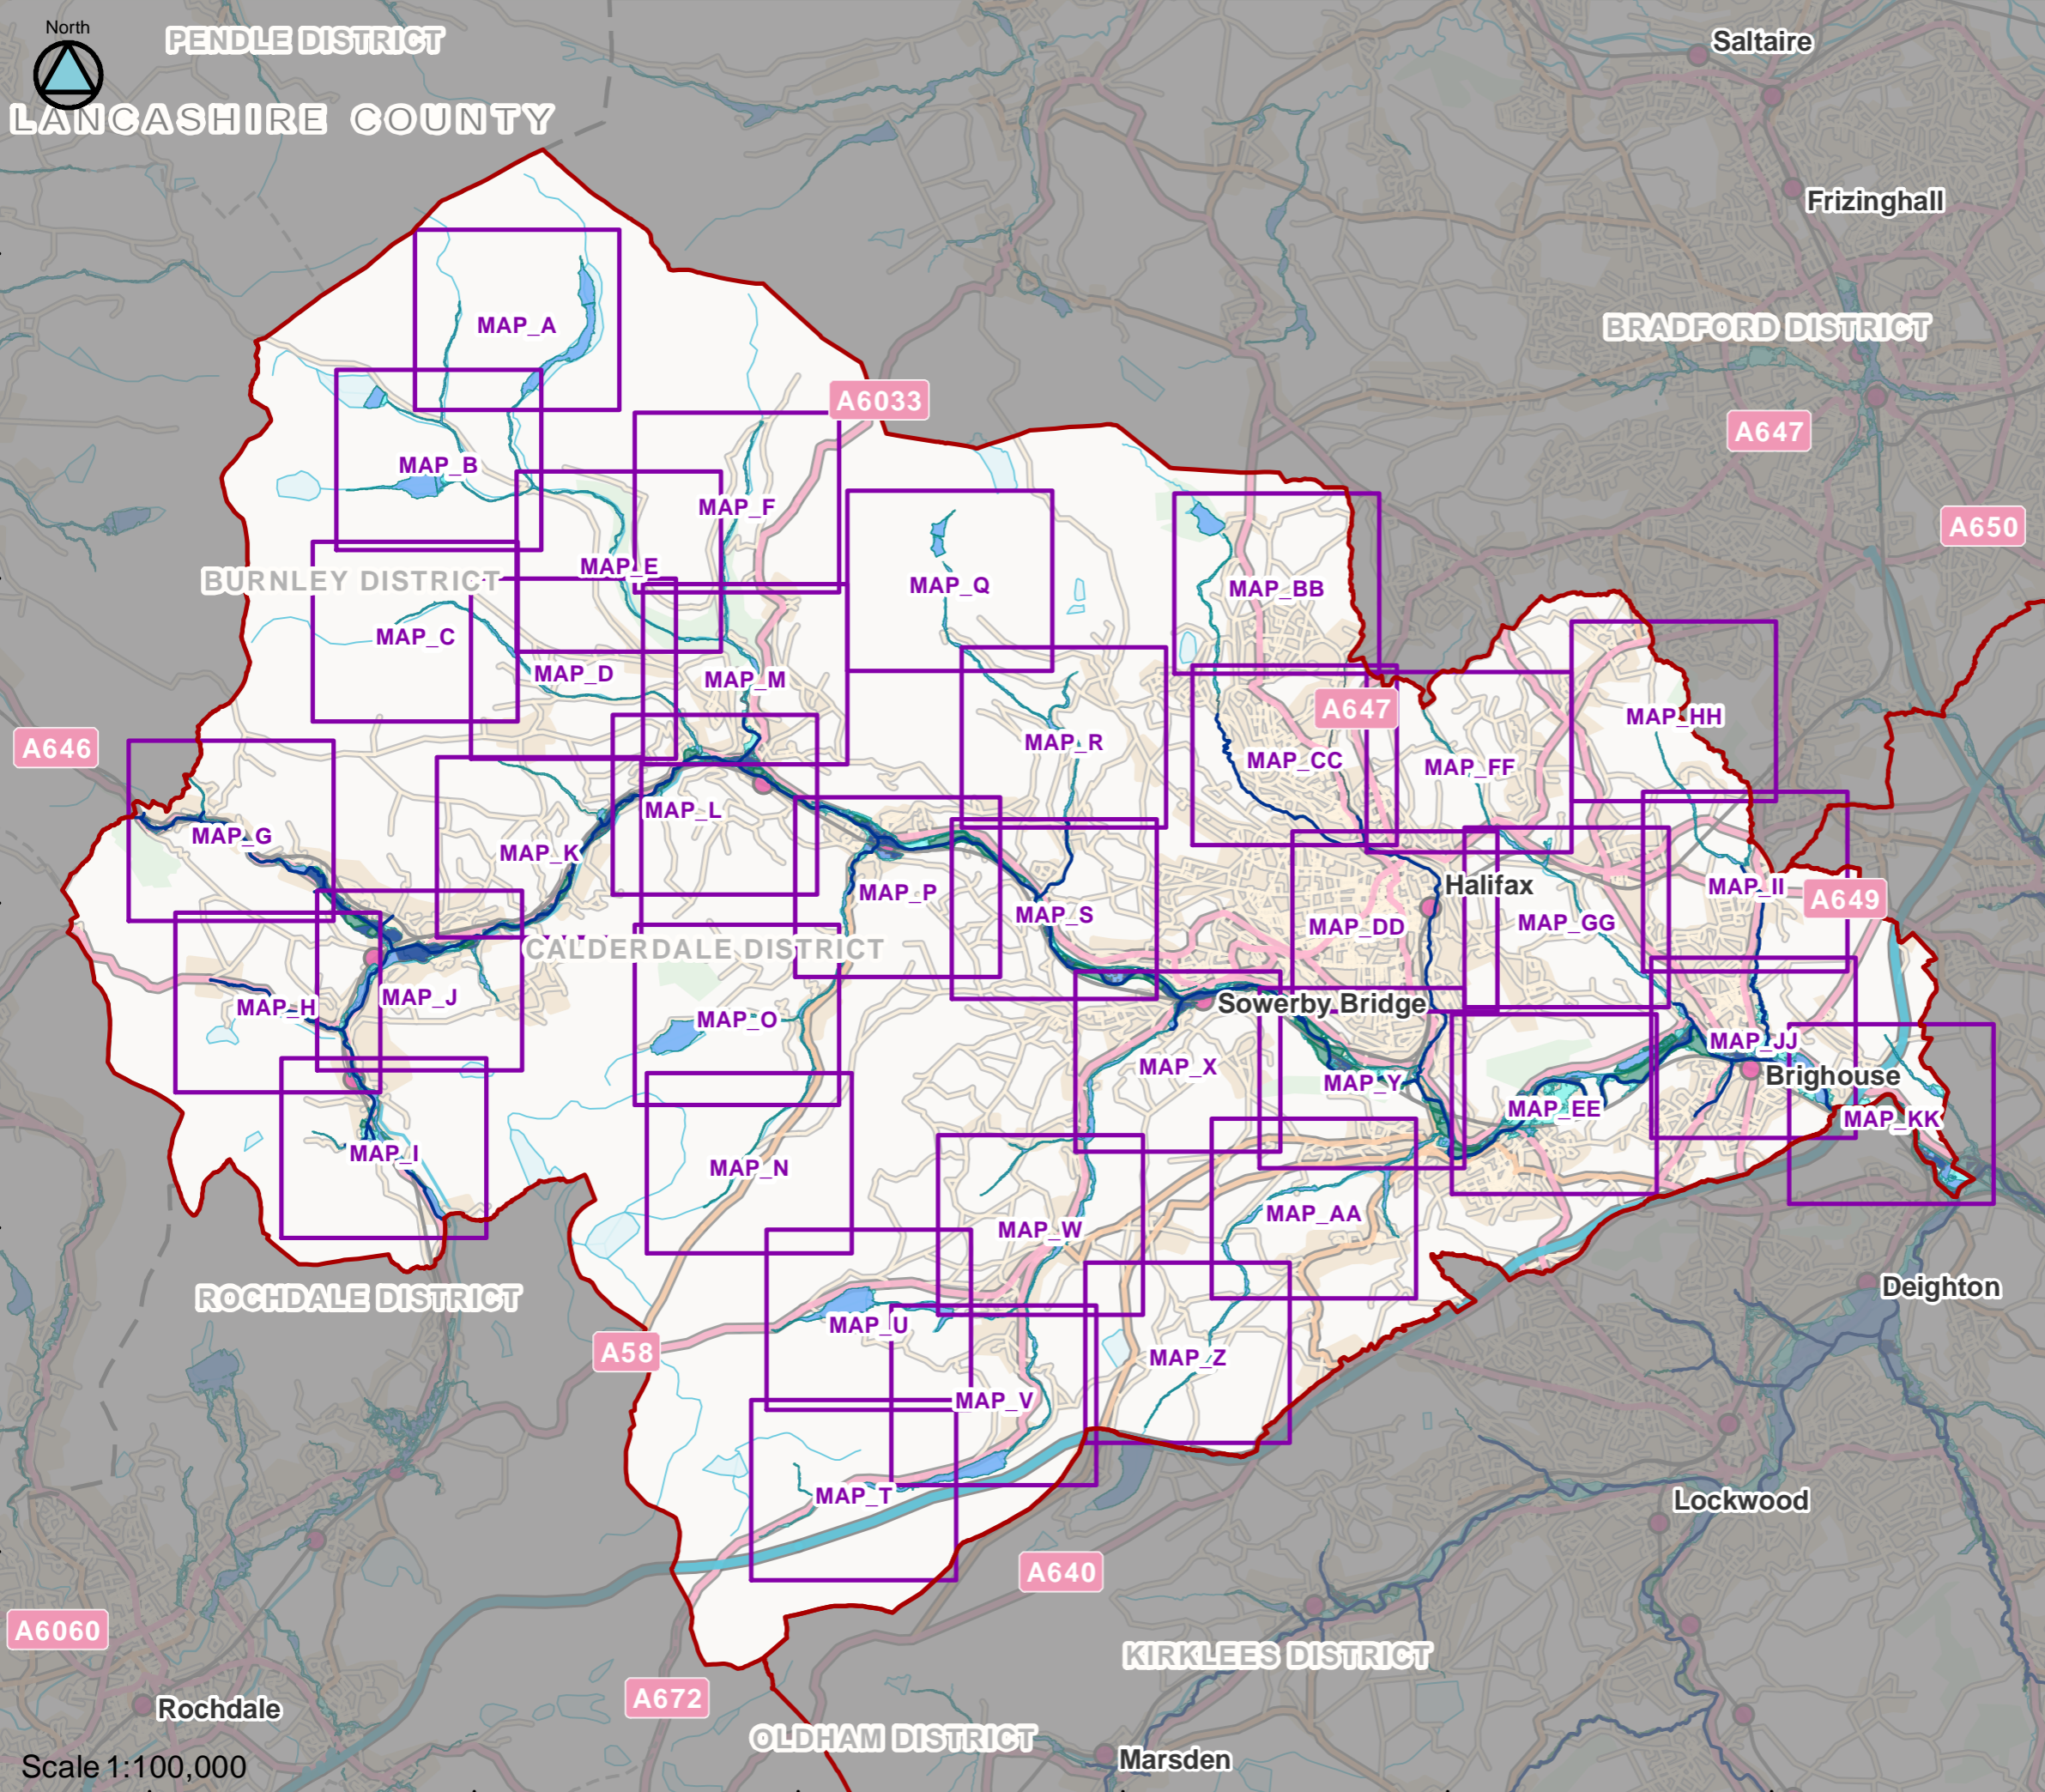 North
PENDLE DISTRICT
Saltaire
LANCASHIRE COUNTY
Frizinghall
MAP_A
BRADFORD DISTRICT
A6033
A647
MAP_B
MAP_F
A650
MAP_E
BURNLEY DISTRICT
MAP_Q
MAP_BB
MAP_C
MAP_D
MAP_M
A647
MAP_HH
A646
MAP_R
MAP_CC
MAP_FF
MAP_L
MAP_G
MAP_K
MAP_P
Halifax
MAP_II
A649
MAP_S
MAP_DD
MAP_GG
CALDERDALE DISTRICT
MAP_J
MAP_H
Sowerby Bridge
MAP_O
MAP_JJ
MAP_X
Brighouse
MAP_Y
MAP_EE
MAP_KK
MAP_I
MAP_N
MAP_AA
MAP_W
Deighton
ROCHDALE DISTRICT
MAP_U
A58
MAP_Z
MAP_V
MAP_T
Lockwood
A640
A6060
KIRKLEES DISTRICT
A672
Rochdale
OLDHAM DISTRICT
Marsden
Scale 1:100,000